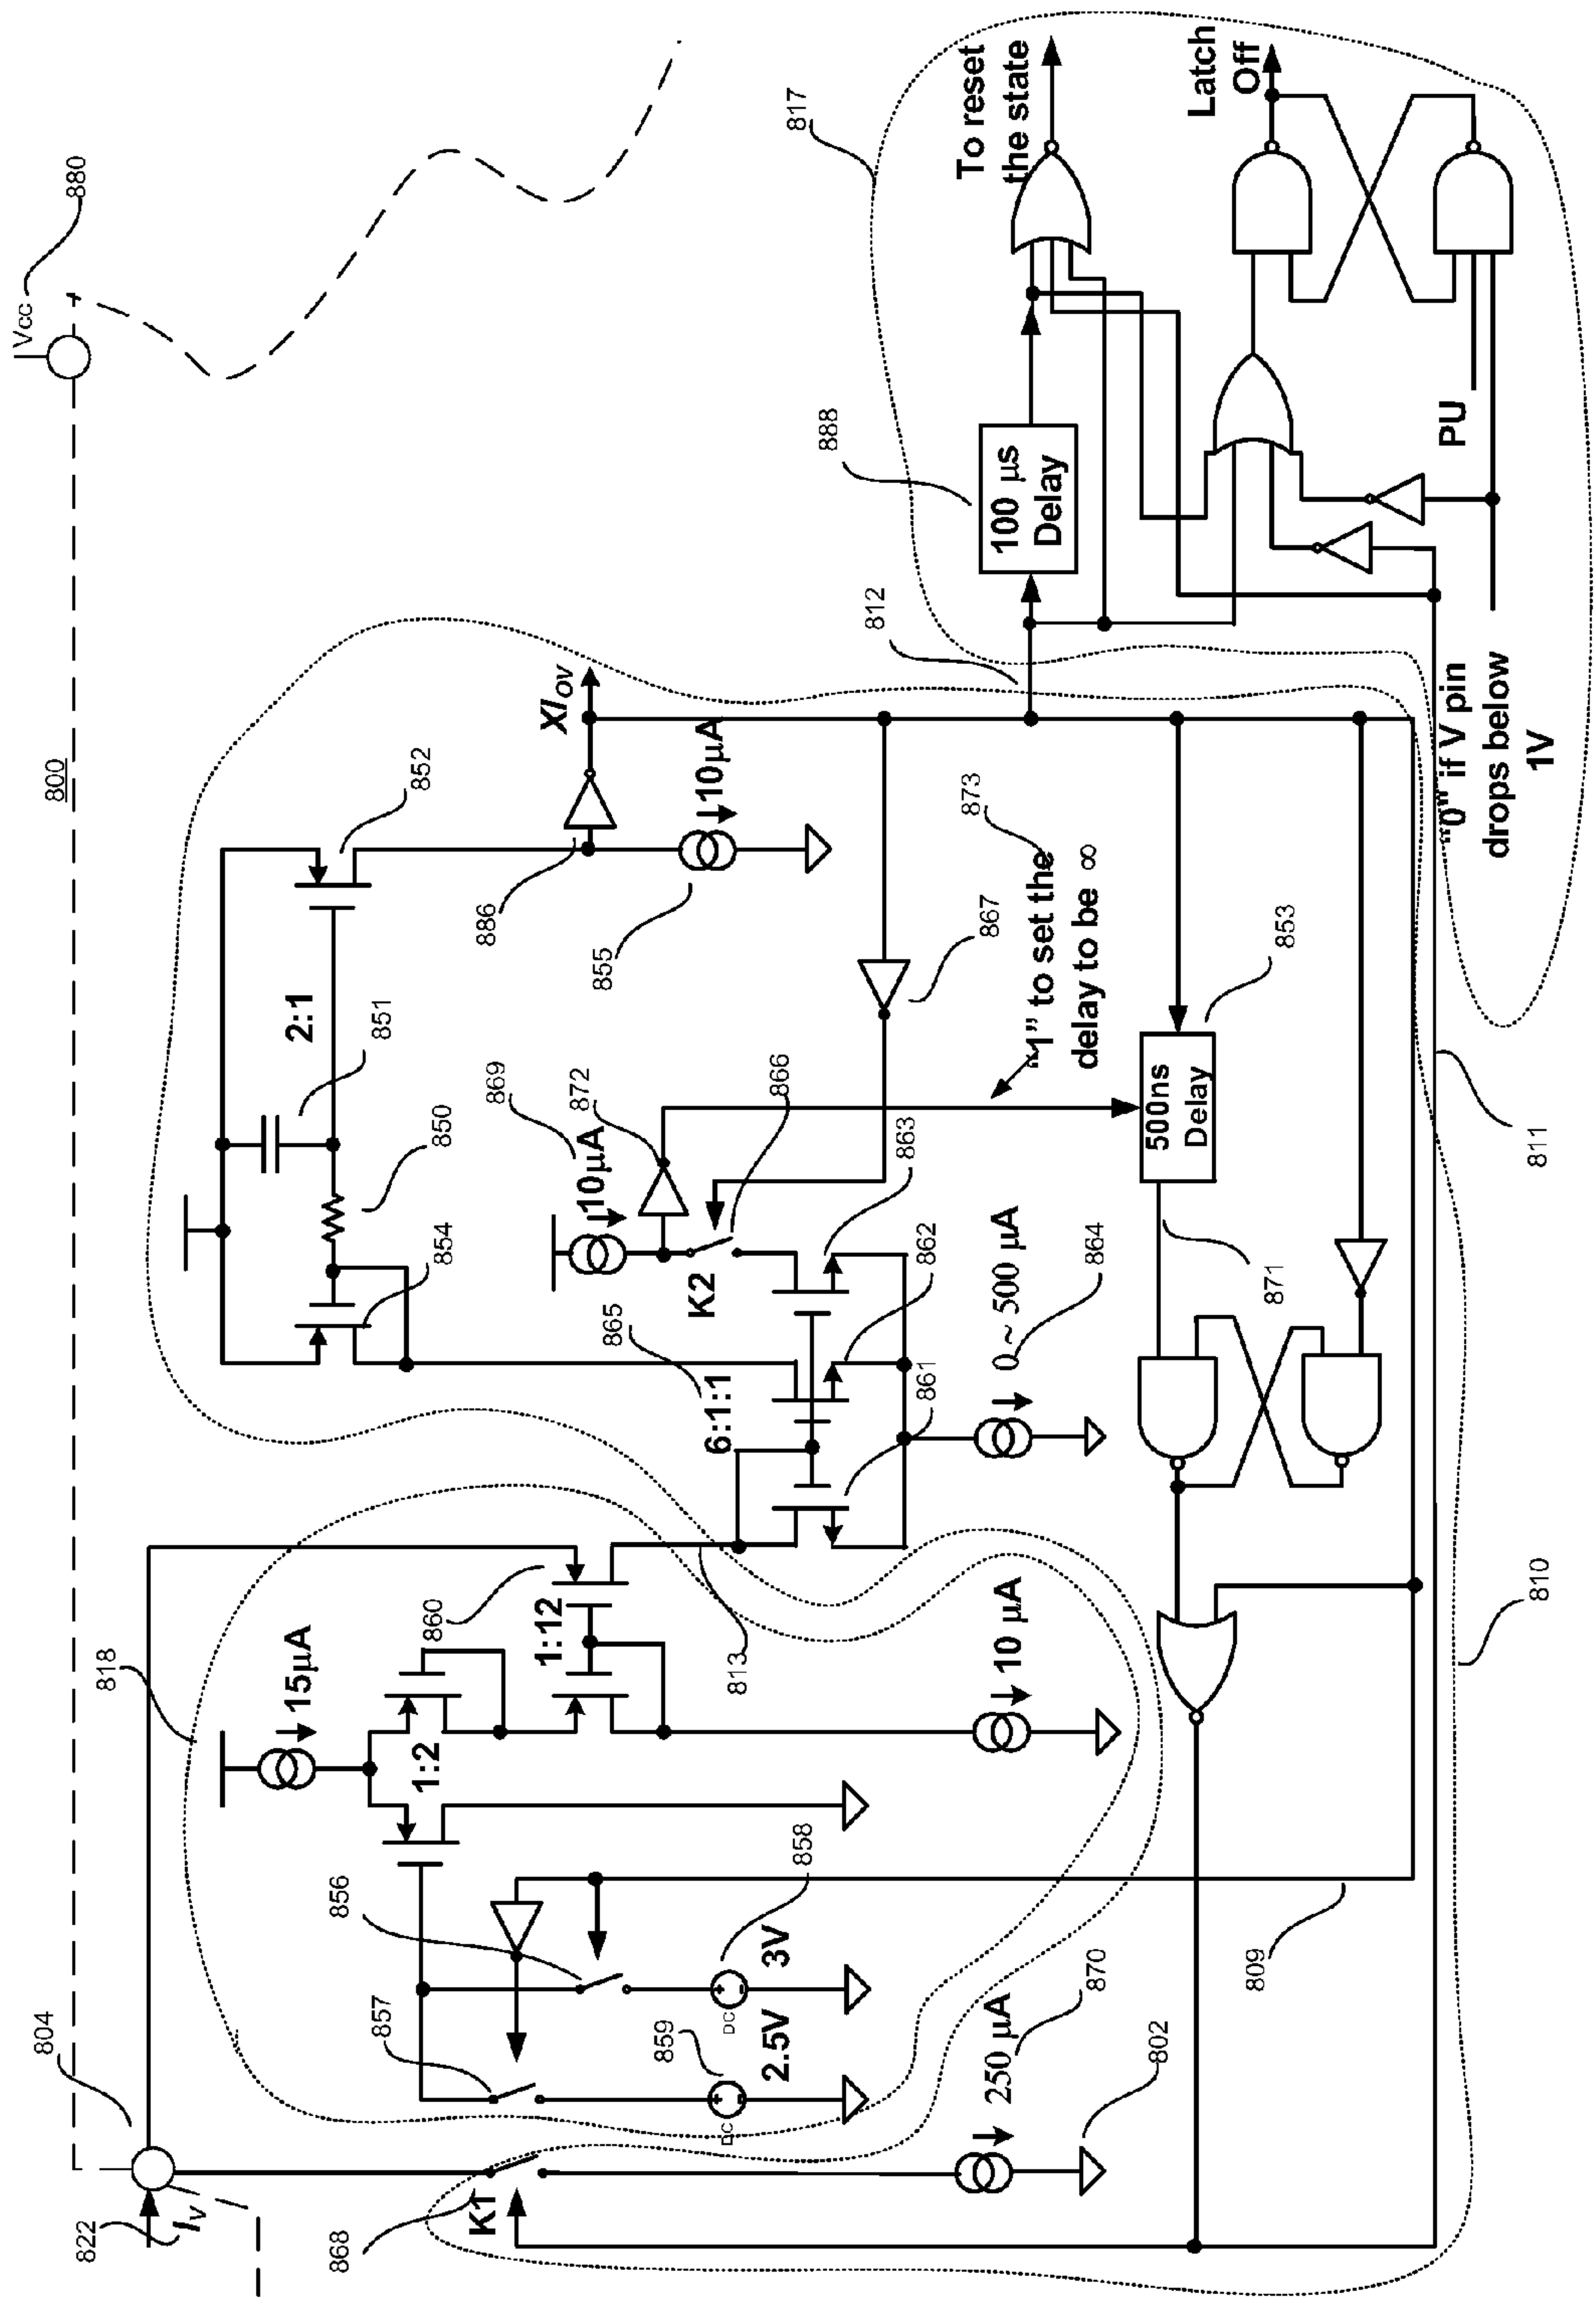 800
Vcc
880
817
To reset
the state
Latch
Off
888
100 µs
Delay
PU
812
"0" if V pin
drops below
1V
XI_OV
852
886
855
10µA
2:1
851
850
854
873
"1" to set the
delay to be ∞
867
853
500ns
Delay
869
10µA
872
866
K2
863
862
865
6:1:1
861
0 ~ 500 µA
864
871
811
810
818
15µA
860
1:12
813
1:2
10 µA
856
857
858
3V
DC
859
2.5V
DC
809
250 µA
870
802
804
822
I_V
868
K1